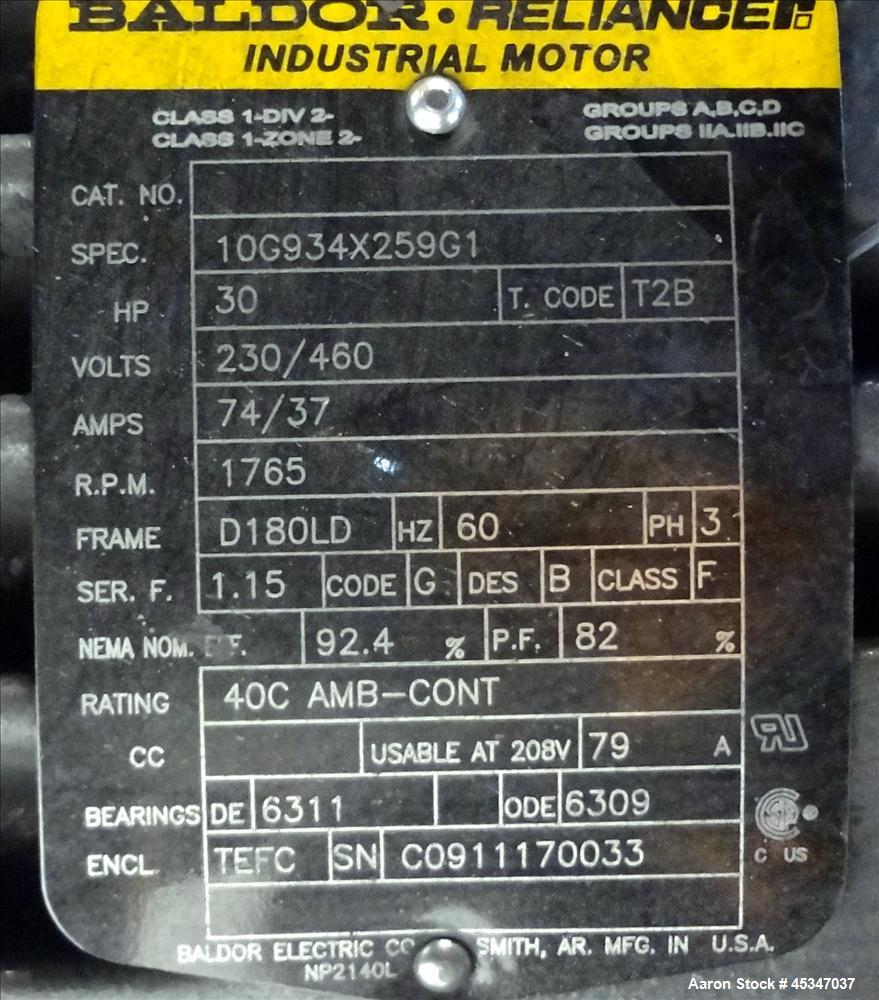 BALDOR • RELIANCER
INDUSTRIAL MOTOR
CLASS 1-DIV 2- GROUPS A,B,C,D
CLASS 1-ZONE 2- GROUPS IIA.IIB.IIC
CAT. NO.
SPEC. 10G934X259G1
HP 30 T. CODE T2B
VOLTS 230/460
AMPS 74/37
R.P.M. 1765
FRAME D180LD HZ 60 PH 3
SER. F. 1.15 CODE G DES B CLASS F
NEMA NOM. F. 92.4 % P.F. 82 %
RATING 40C AMB-CONT
CC USABLE AT 208V 79 A
BEARINGS DE 6311 ODE 6309
ENCL TEFC SN C0911170033
C US
BALDOR ELECTRIC CO SMITH, AR. MFG. IN U.S.A.
NP2140L
Aaron Stock # 45347037